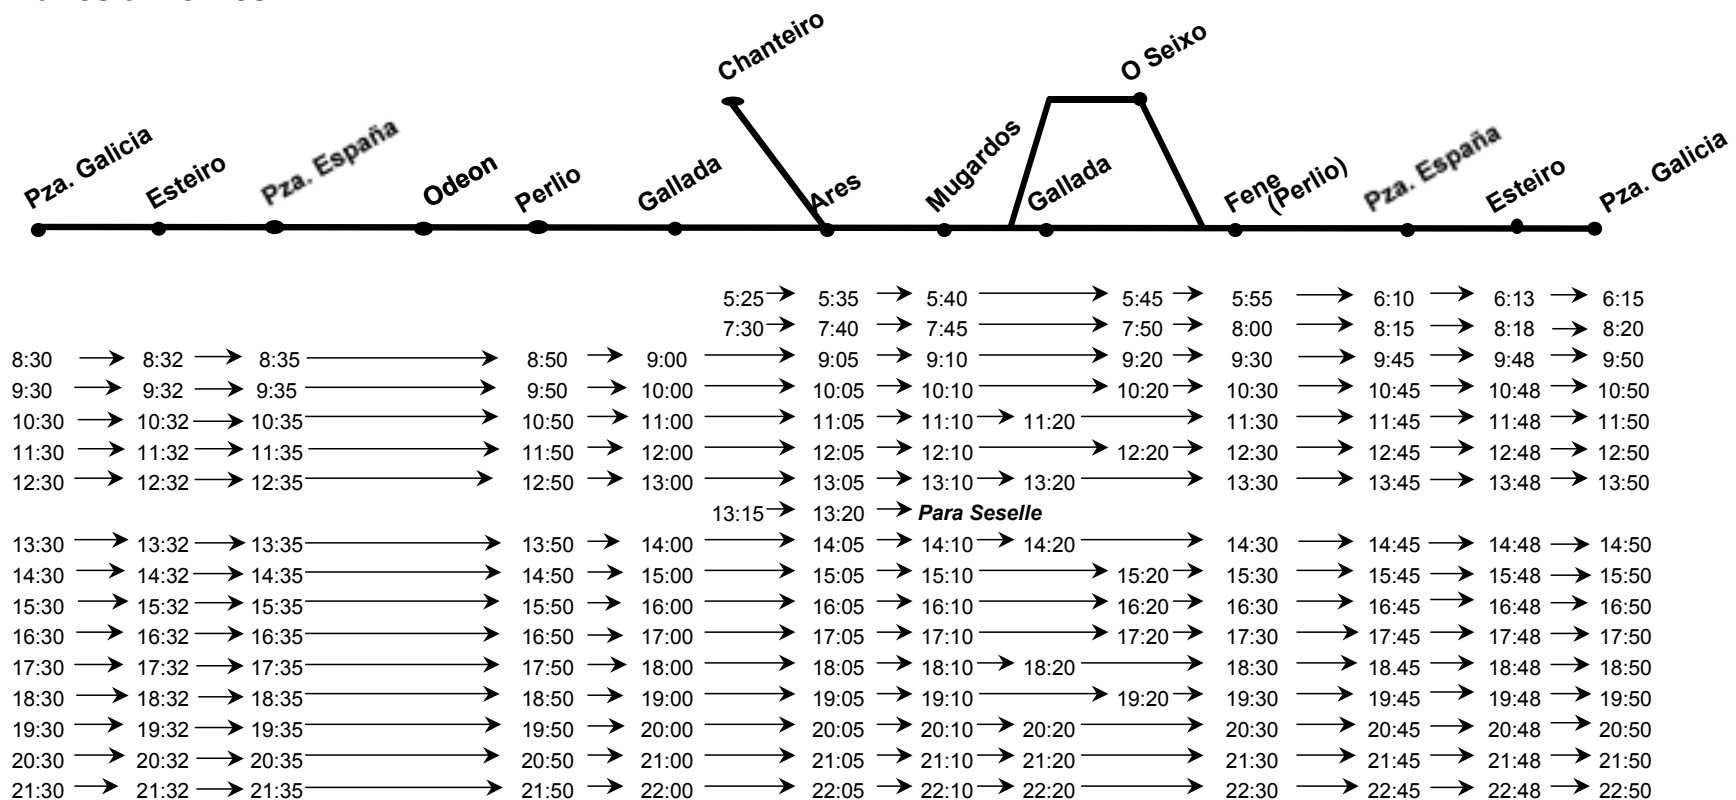 Chanteiro
O Seixo
Pza. Galicia Esteiro Pza. España Odeon Perlio Gallada Ares Mugardos Gallada Fene (Perlio) Pza. España Esteiro Pza. Galicia
5:25 5:35 5:40 5:45 5:55 6:10 6:13 6:15
7:30 7:40 7:45 7:50 8:00 8:15 8:18 8:20
8:30 8:32 8:35 8:50 9:00 9:05 9:10 9:20 9:30 9:45 9:48 9:50
9:30 9:32 9:35 9:50 10:00 10:05 10:10 10:20 10:30 10:45 10:48 10:50
10:30 10:32 10:35 10:50 11:00 11:05 11:10 11:20 11:30 11:45 11:48 11:50
11:30 11:32 11:35 11:50 12:00 12:05 12:10 12:20 12:30 12:45 12:48 12:50
12:30 12:32 12:35 12:50 13:00 13:05 13:10 13:20 13:30 13:45 13:48 13:50
13:15 13:20 Para Seselle
13:30 13:32 13:35 13:50 14:00 14:05 14:10 14:20 14:30 14:45 14:48 14:50
14:30 14:32 14:35 14:50 15:00 15:05 15:10 15:20 15:30 15:45 15:48 15:50
15:30 15:32 15:35 15:50 16:00 16:05 16:10 16:20 16:30 16:45 16:48 16:50
16:30 16:32 16:35 16:50 17:00 17:05 17:10 17:20 17:30 17:45 17:48 17:50
17:30 17:32 17:35 17:50 18:00 18:05 18:10 18:20 18:30 18.45 18:48 18:50
18:30 18:32 18:35 18:50 19:00 19:05 19:10 19:20 19:30 19:45 19:48 19:50
19:30 19:32 19:35 19:50 20:00 20:05 20:10 20:20 20:30 20:45 20:48 20:50
20:30 20:32 20:35 20:50 21:00 21:05 21:10 21:20 21:30 21:45 21:48 21:50
21:30 21:32 21:35 21:50 22:00 22:05 22:10 22:20 22:30 22:45 22:48 22:50